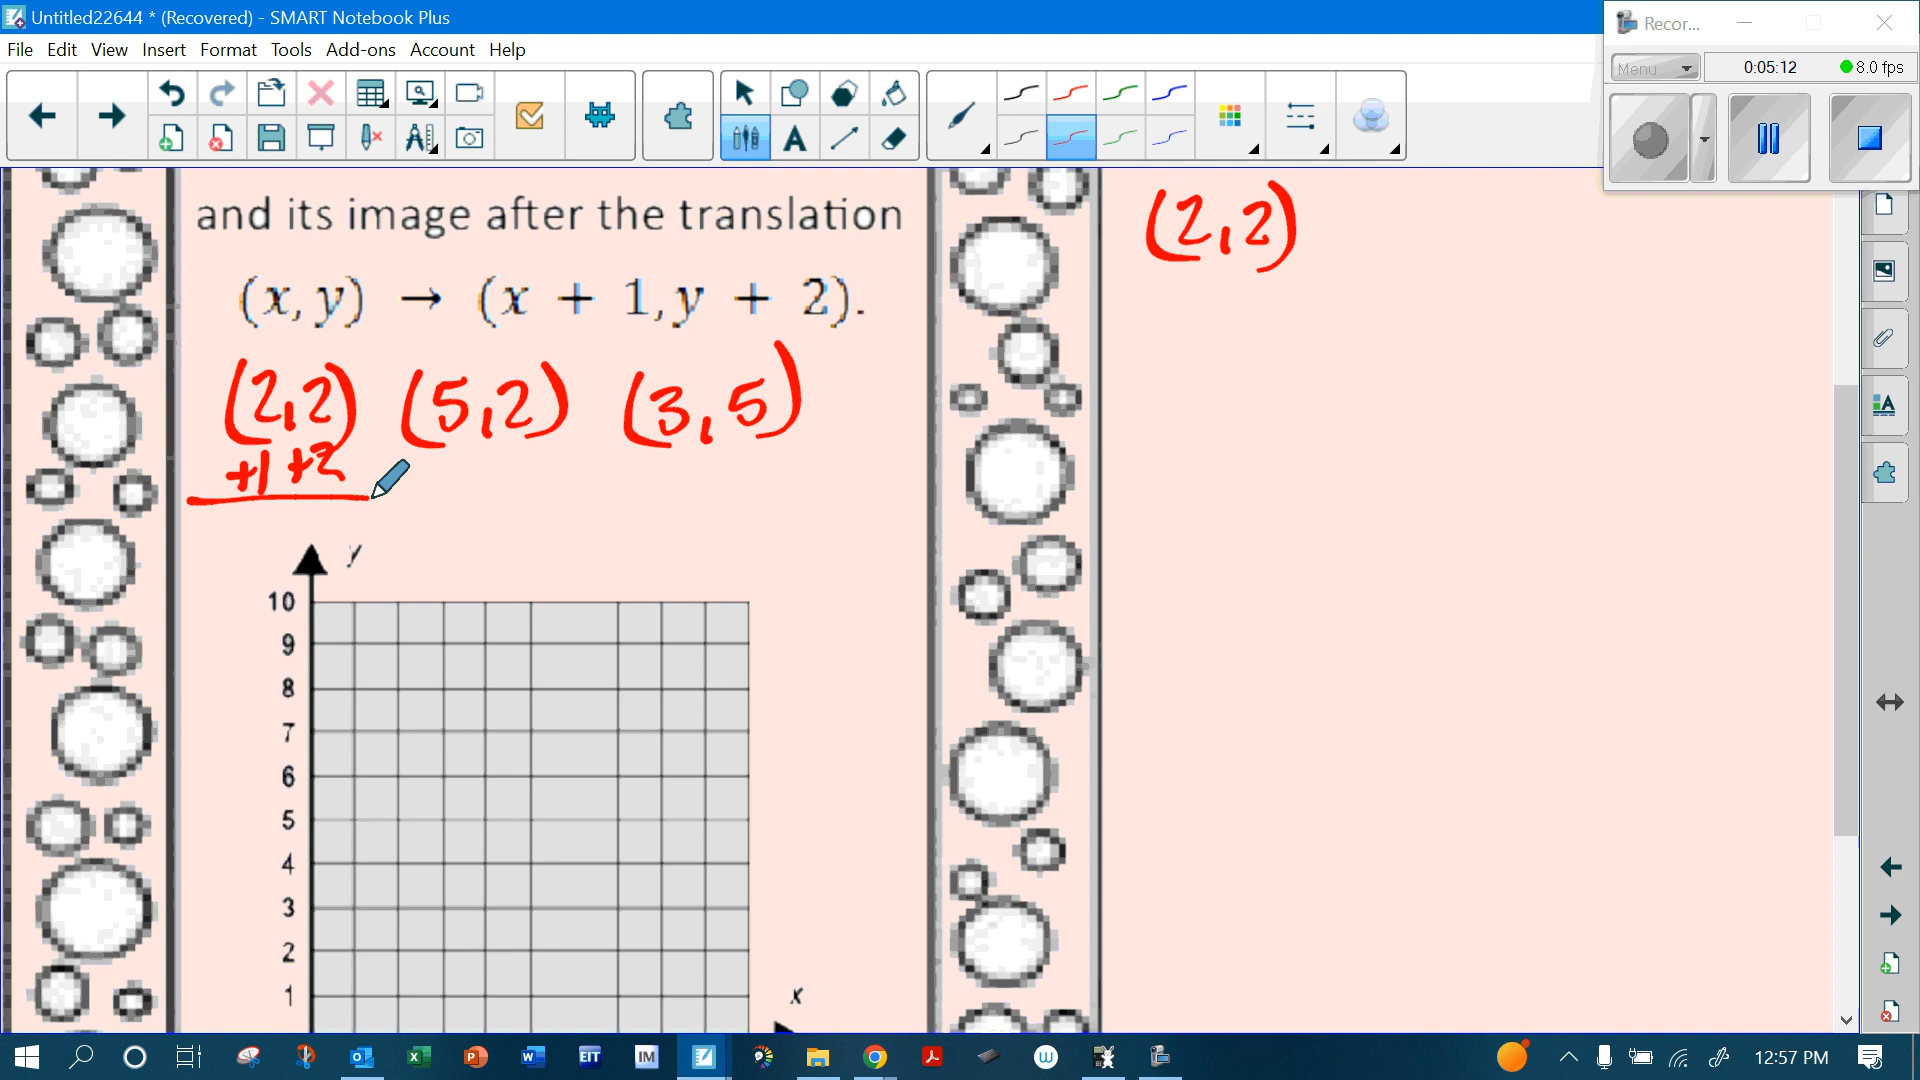 Untitled22644 * (Recovered) - SMART Notebook Plus
Recor...
File Edit View Insert Format Tools Add-ons Account Help
Menu
0:05:12
8.0 fps
and its image after the translation
(x, y) → (x + 1, y + 2).
(2,2) (5,2) (3,5)
+1 +2
(2,2)
y
10
9
8
7
6
5
4
3
2
1
x
EIT
IM
12:57 PM